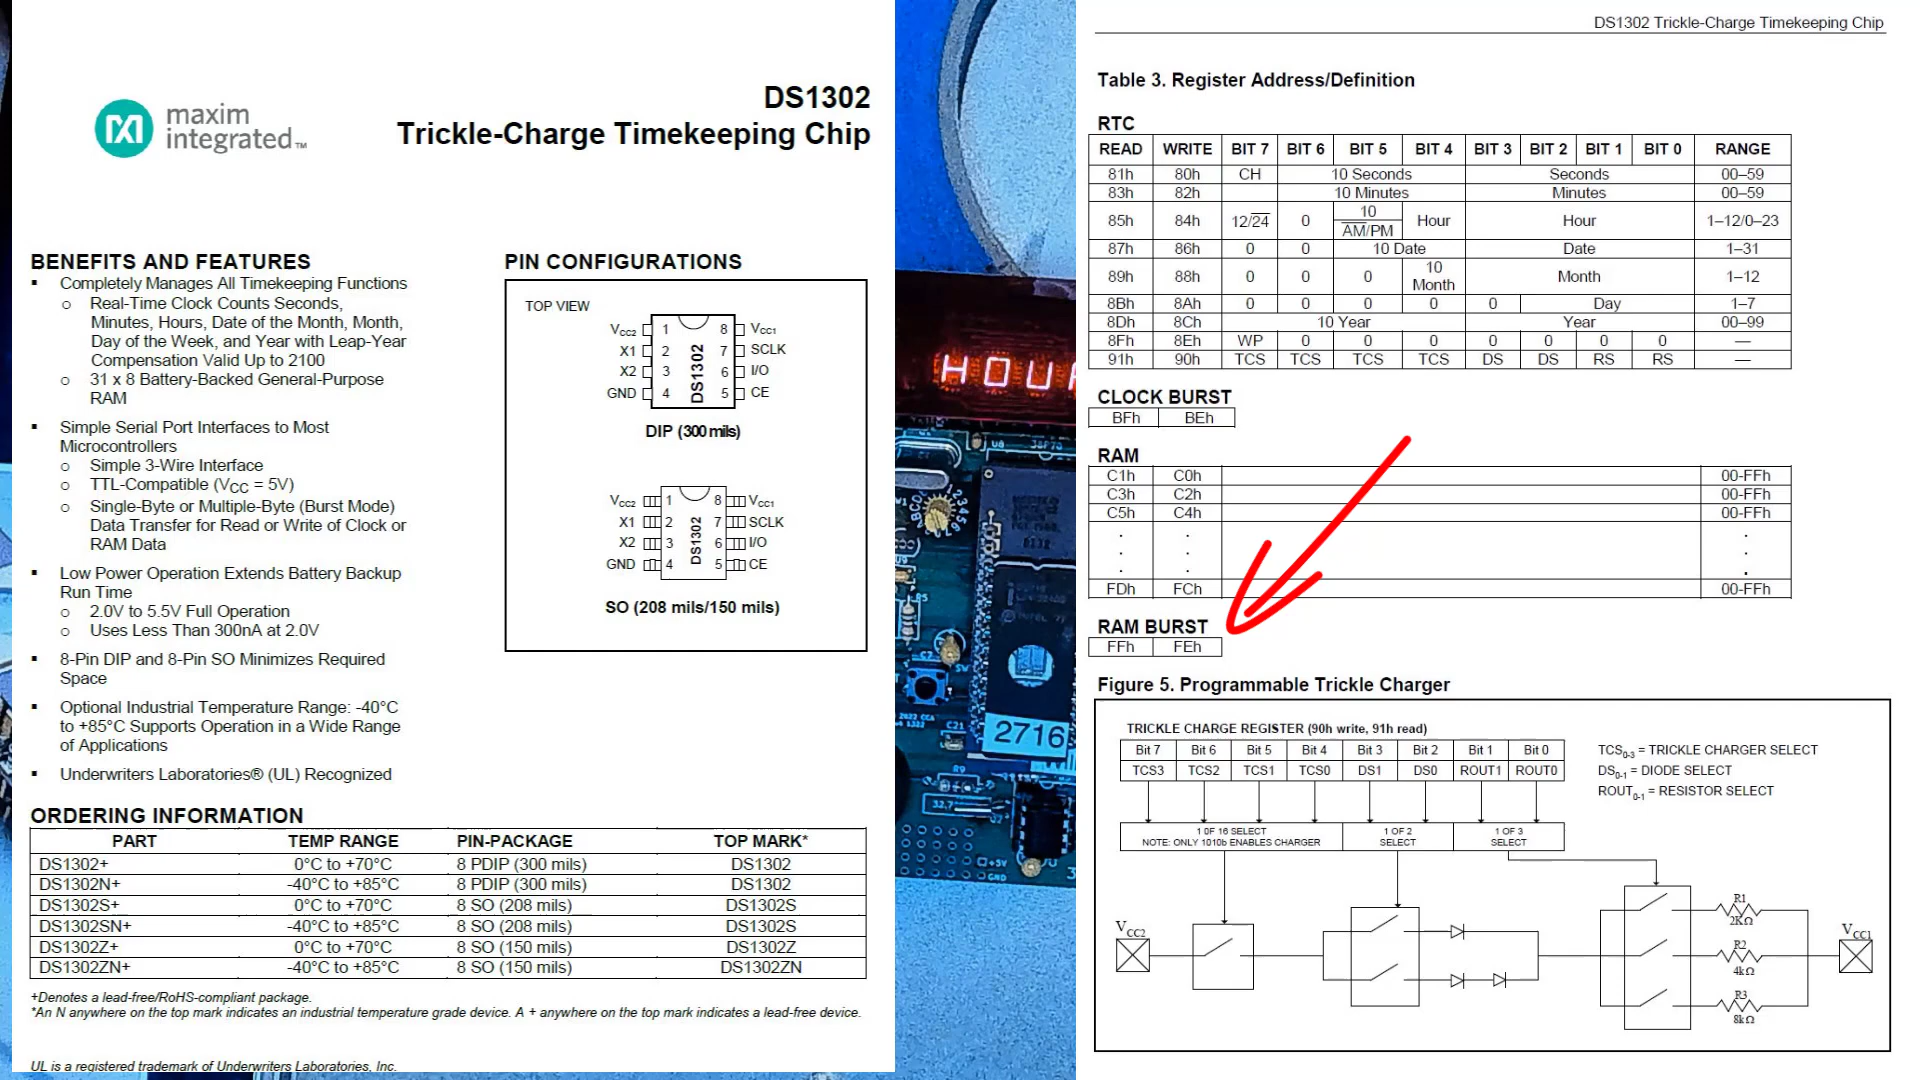 maxim
integrated™
DS1302
Trickle-Charge Timekeeping Chip
BENEFITS AND FEATURES
▪ Completely Manages All Timekeeping Functions
o Real-Time Clock Counts Seconds,
Minutes, Hours, Date of the Month, Month,
Day of the Week, and Year with Leap-Year
Compensation Valid Up to 2100
o 31 x 8 Battery-Backed General-Purpose
RAM
▪ Simple Serial Port Interfaces to Most
Microcontrollers
o Simple 3-Wire Interface
o TTL-Compatible (VCC = 5V)
o Single-Byte or Multiple-Byte (Burst Mode)
Data Transfer for Read or Write of Clock or
RAM Data
▪ Low Power Operation Extends Battery Backup
Run Time
o 2.0V to 5.5V Full Operation
o Uses Less Than 300nA at 2.0V
▪ 8-Pin DIP and 8-Pin SO Minimizes Required
Space
▪ Optional Industrial Temperature Range: -40°C
to +85°C Supports Operation in a Wide Range
of Applications
▪ Underwriters Laboratories® (UL) Recognized
PIN CONFIGURATIONS
TOP VIEW
VCC2 1 8 VCC1
X1 2 7 SCLK
X2 3 6 I/O
GND 4 5 CE
DS1302
DIP (300 mils)
VCC2 1 8 VCC1
X1 2 7 SCLK
X2 3 6 I/O
GND 4 5 CE
DS1302
SO (208 mils/150 mils)
ORDERING INFORMATION
PART TEMP RANGE PIN-PACKAGE TOP MARK*
DS1302+ 0°C to +70°C 8 PDIP (300 mils) DS1302
DS1302N+ -40°C to +85°C 8 PDIP (300 mils) DS1302
DS1302S+ 0°C to +70°C 8 SO (208 mils) DS1302S
DS1302SN+ -40°C to +85°C 8 SO (208 mils) DS1302S
DS1302Z+ 0°C to +70°C 8 SO (150 mils) DS1302Z
DS1302ZN+ -40°C to +85°C 8 SO (150 mils) DS1302ZN
+Denotes a lead-free/RoHS-compliant package.
*An N anywhere on the top mark indicates an industrial temperature grade device. A + anywhere on the top mark indicates a lead-free device.
UL is a registered trademark of Underwriters Laboratories, Inc.
HOU
2716
+5V
GND
C21
R9
32.7
DS1302 Trickle-Charge Timekeeping Chip
Table 3. Register Address/Definition
RTC
READ WRITE BIT 7 BIT 6 BIT 5 BIT 4 BIT 3 BIT 2 BIT 1 BIT 0 RANGE
81h 80h CH 10 Seconds Seconds 00–59
83h 82h 10 Minutes Minutes 00–59
85h 84h 12/24 0 10 AM/PM Hour Hour 1–12/0–23
87h 86h 0 0 10 Date Date 1–31
89h 88h 0 0 0 10 Month Month 1–12
8Bh 8Ah 0 0 0 0 0 Day 1–7
8Dh 8Ch 10 Year Year 00–99
8Fh 8Eh WP 0 0 0 0 0 0 0 —
91h 90h TCS TCS TCS TCS DS DS RS RS —
CLOCK BURST
BFh BEh
RAM
C1h C0h 00-FFh
C3h C2h 00-FFh
C5h C4h 00-FFh
. . .
. . .
. . .
FDh FCh 00-FFh
RAM BURST
FFh FEh
Figure 5. Programmable Trickle Charger
TRICKLE CHARGE REGISTER (90h write, 91h read)
Bit 7 Bit 6 Bit 5 Bit 4 Bit 3 Bit 2 Bit 1 Bit 0
TCS3 TCS2 TCS1 TCS0 DS1 DS0 ROUT1 ROUT0
TCS0-3 = TRICKLE CHARGER SELECT
DS0-1 = DIODE SELECT
ROUT0-1 = RESISTOR SELECT
1 0F 16 SELECT
NOTE: ONLY 1010b ENABLES CHARGER
1 OF 2
SELECT
1 OF 3
SELECT
VCC2
R1
2KΩ
R2
4kΩ
R3
8kΩ
VCC1